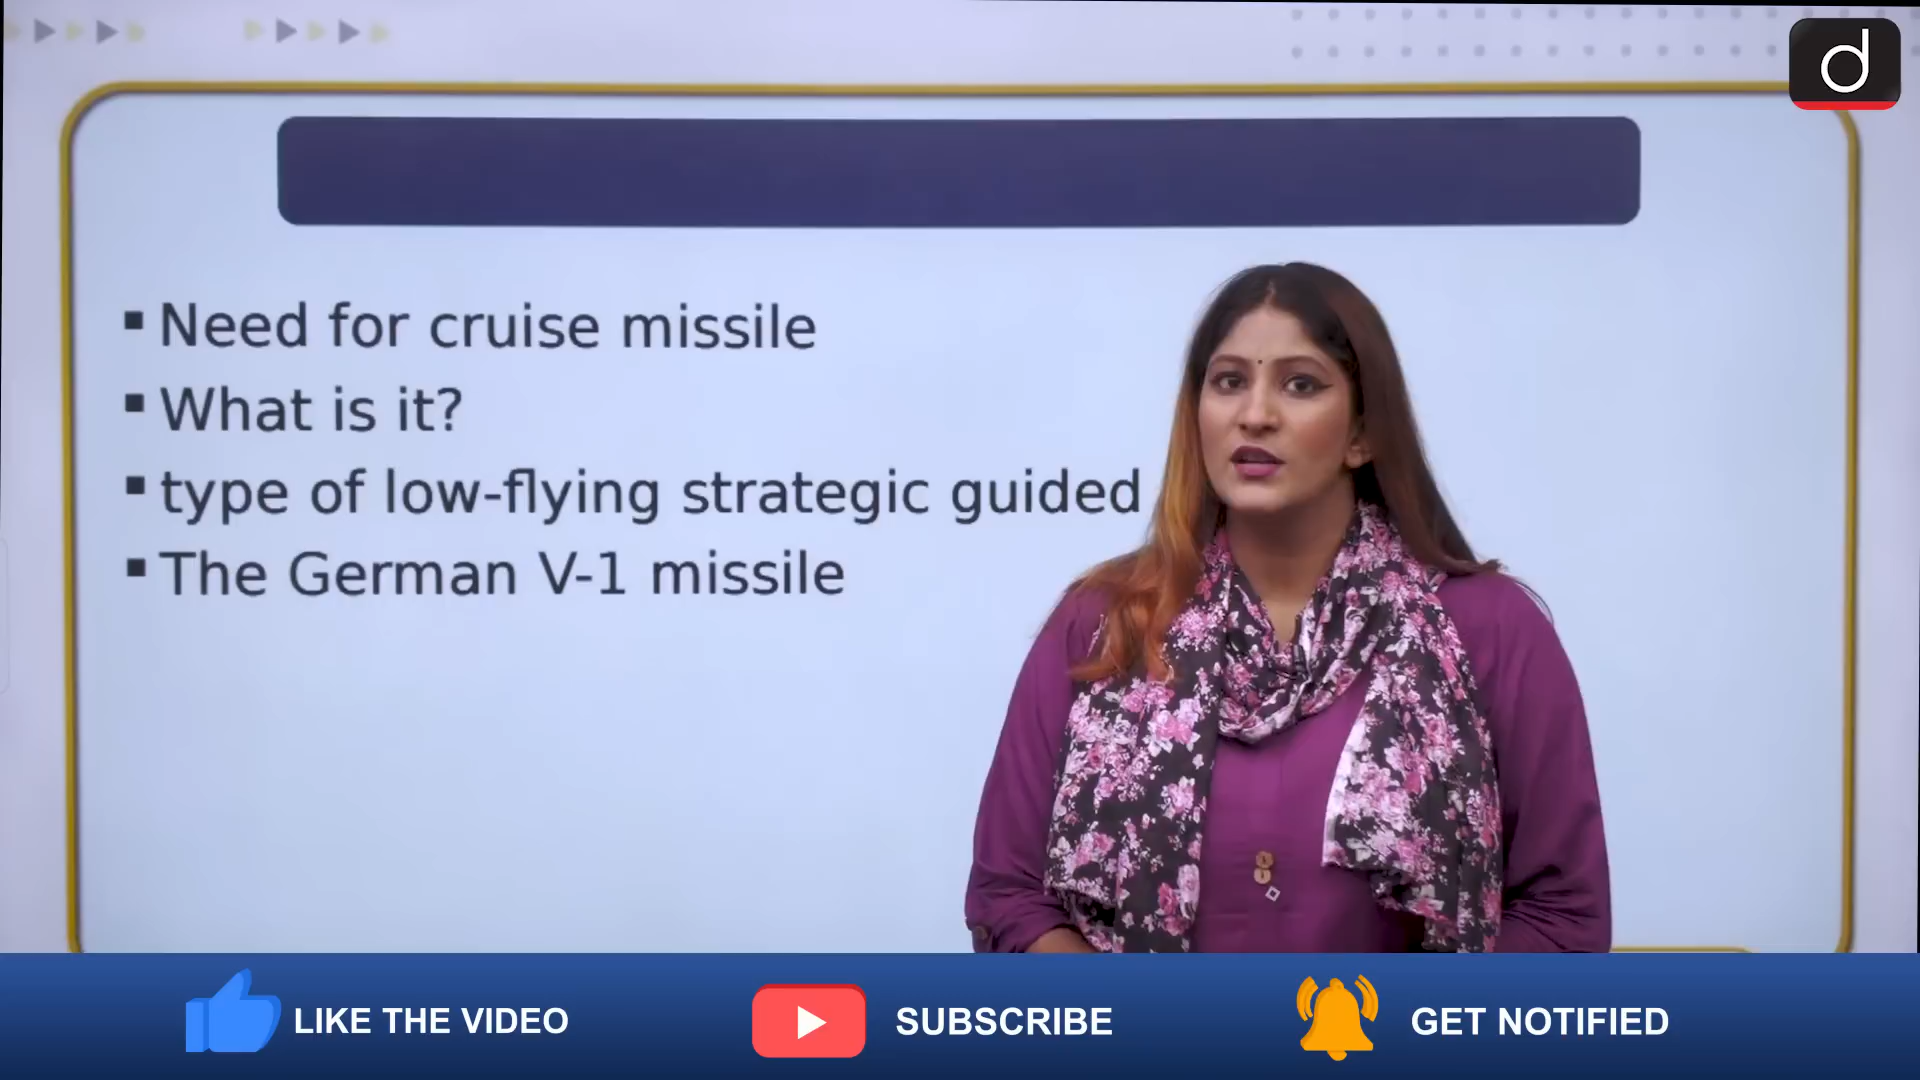 d
Need for cruise missile
What is it?
type of low-flying strategic guided
The German V-1 missile
LIKE THE VIDEO
SUBSCRIBE
GET NOTIFIED